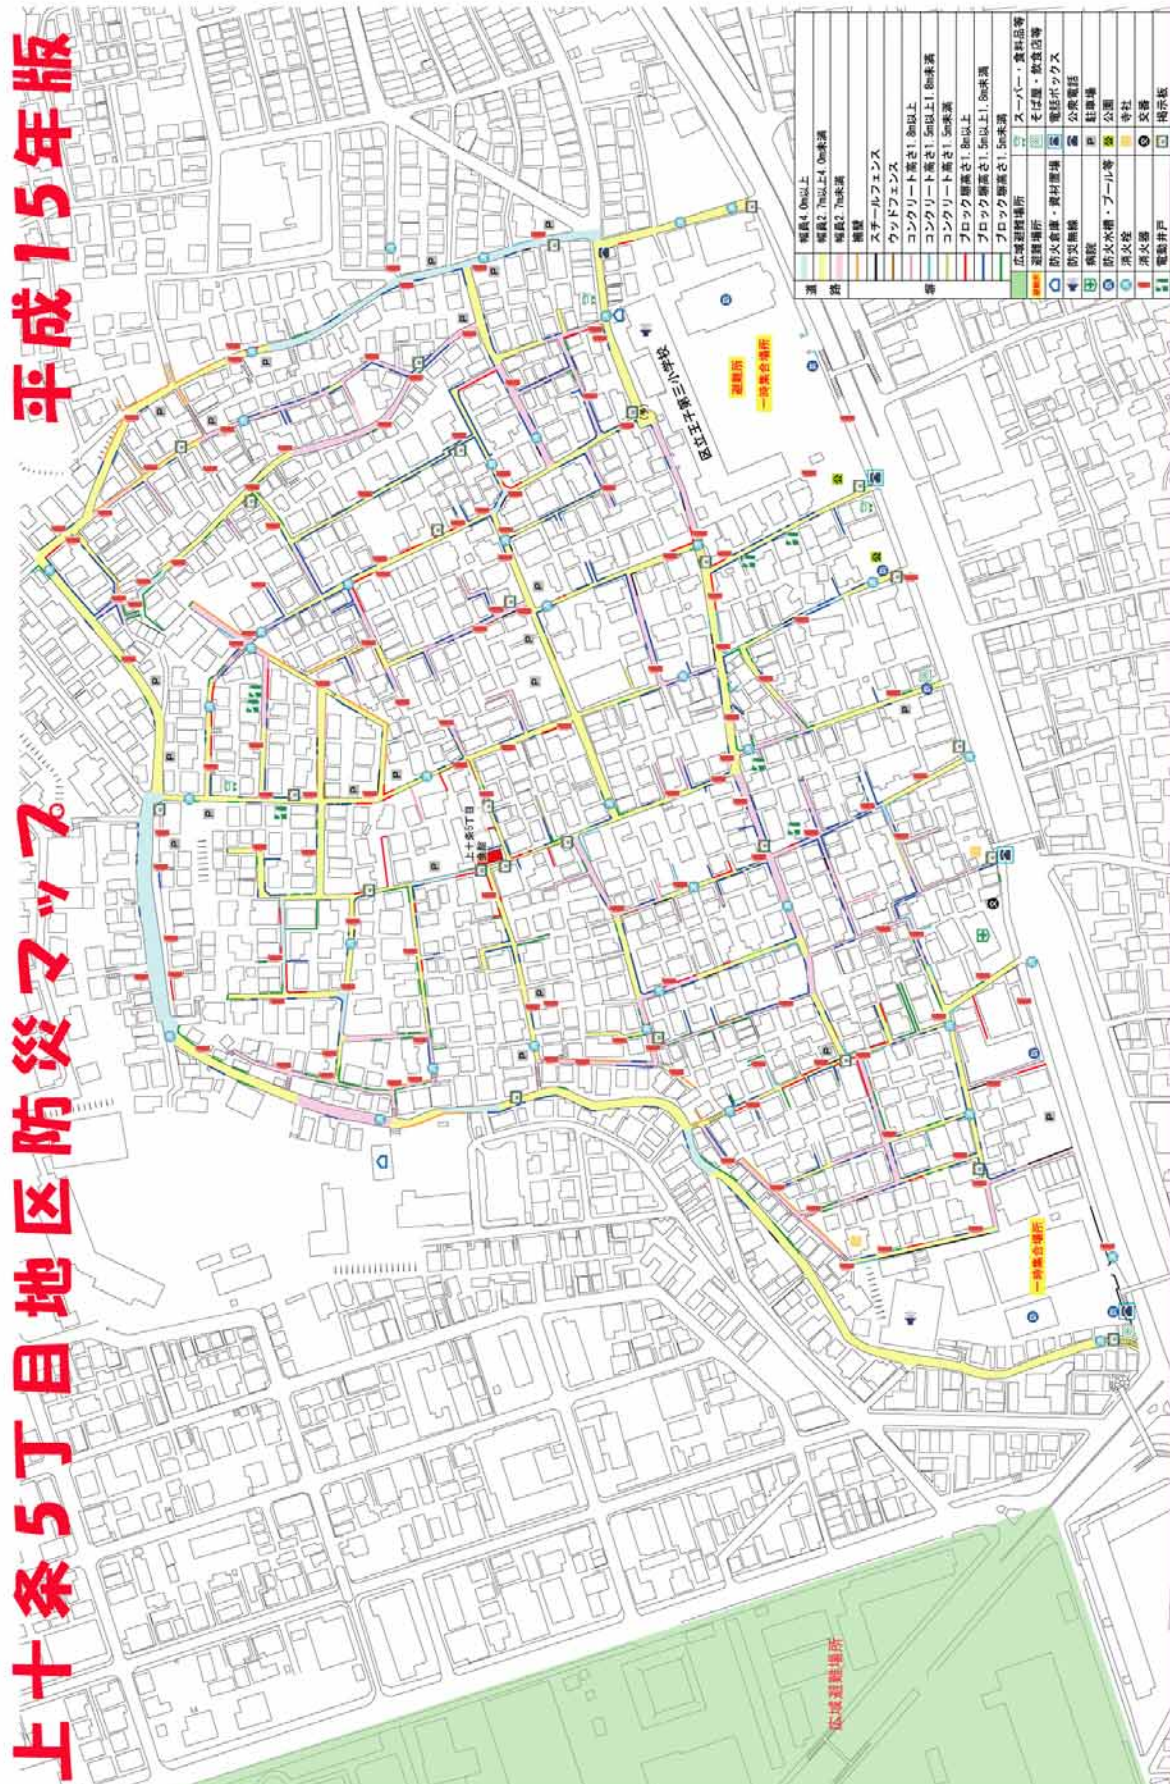 上十条5丁目地区防災マップ 平成15年版
道路
幅員4.0m以上
幅員2.7m以上4.0m未満
幅員2.7m未満
塀
擁壁
スチールフェンス
ウッドフェンス
コンクリート高さ1.8m以上
コンクリート高さ1.5m以上1.8m未満
コンクリート高さ1.5m未満
ブロック塀高さ1.8m以上
ブロック塀高さ1.5m以上1.8m未満
ブロック塀高さ1.5m未満
広域避難場所
避難場所
防火倉庫・資材置場
防災無線
病院
防火水槽・プール等
消火栓
消火器
電動井戸
スーパー・食料品等
そば屋・飲食店等
電話ボックス
公衆電話
駐車場
公園
寺社
交番
掲示板
区立王子第三小学校
避難所
一時集合場所
上十条5丁目
一時集合場所
広域避難場所